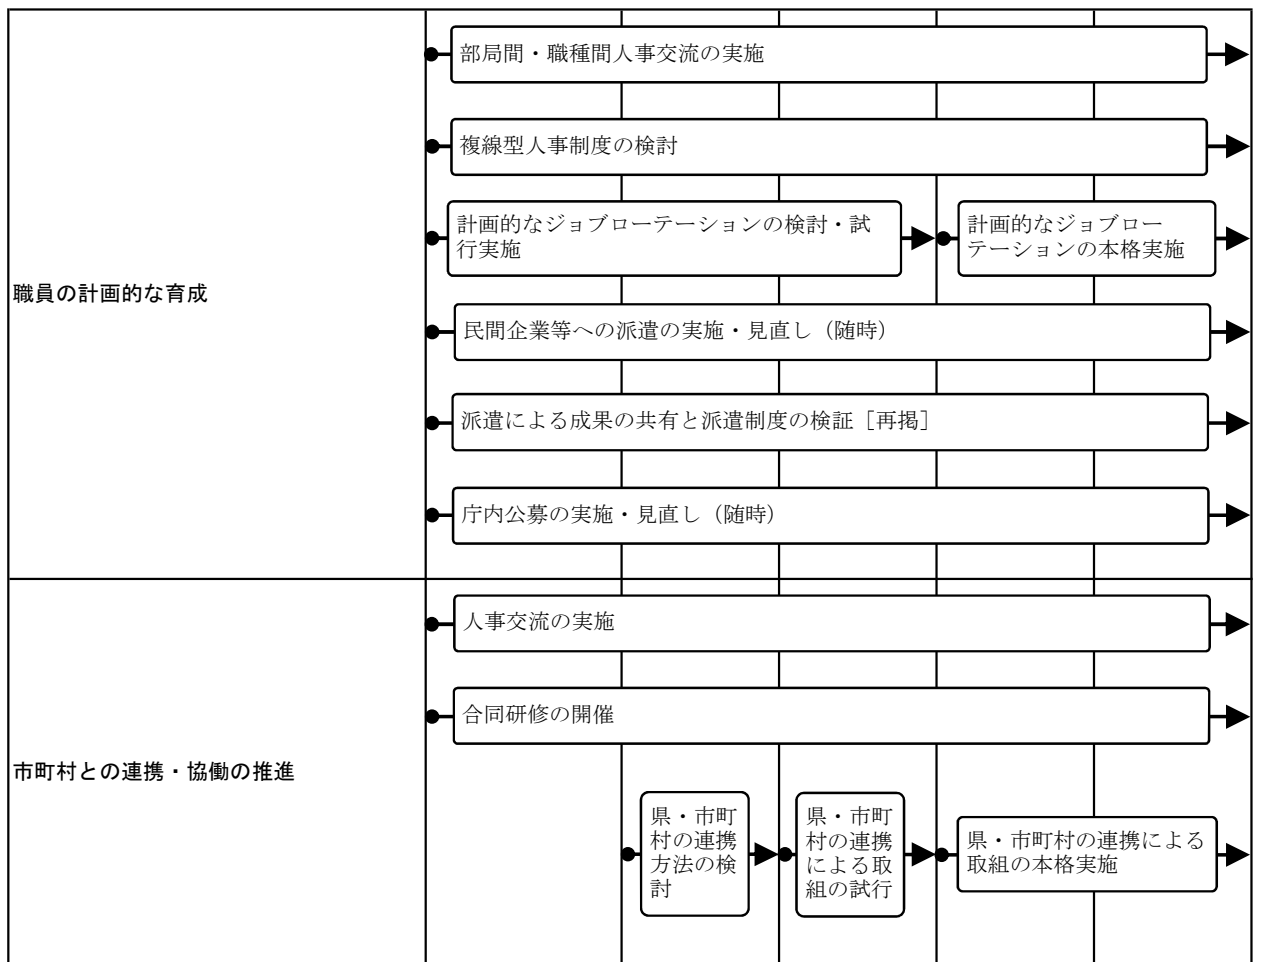 職員の計画的な育成
部局間・職種間人事交流の実施
複線型人事制度の検討
計画的なジョブローテーションの検討・試
行実施
計画的なジョブロー
テーションの本格実施
民間企業等への派遣の実施・見直し（随時）
派遣による成果の共有と派遣制度の検証［再掲］
庁内公募の実施・見直し（随時）
市町村との連携・協働の推進
人事交流の実施
合同研修の開催
県・市町
村の連携
方法の検
討
県・市町
村の連携
による取
組の試行
県・市町村の連携による
取組の本格実施